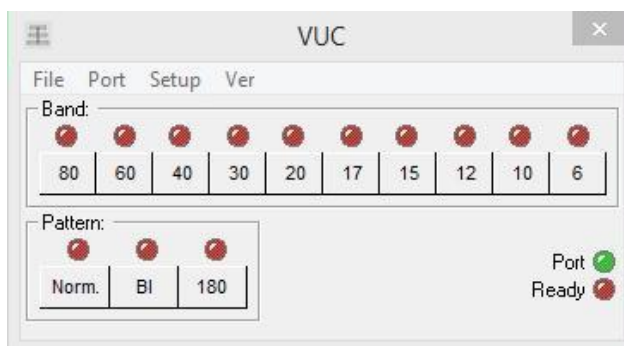 VUC
File Port Setup Ver
Band:
80 60 40 30 20 17 15 12 10 6
Pattern:
Norm. BI 180
Port
Ready